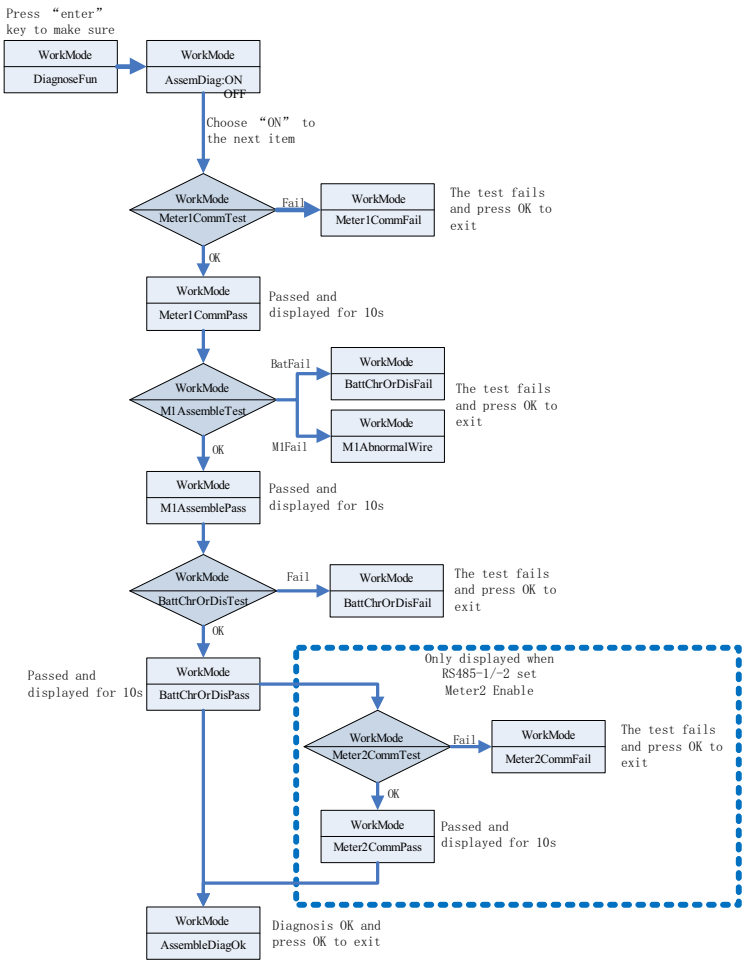 Press “enter”
key to make sure
WorkMode
DiagnoseFun
WorkMode
AssemDiag:ON
OFF
Choose “ON” to
the next item
WorkMode
Meter1CommTest
Fail
WorkMode
Meter1CommFail
The test fails
and press OK to
exit
OK
WorkMode
Meter1CommPass
Passed and
displayed for 10s
WorkMode
M1AssembleTest
BatFail
WorkMode
BattChrOrDisFail
M1Fail
WorkMode
M1AbnormalWire
The test fails
and press OK to
exit
OK
WorkMode
M1AssemblePass
Passed and
displayed for 10s
WorkMode
BattChrOrDisTest
Fail
WorkMode
BattChrOrDisFail
The test fails
and press OK to
exit
OK
Passed and
displayed for 10s
WorkMode
BattChrOrDisPass
Only displayed when
RS485-1/-2 set
Meter2 Enable
WorkMode
Meter2CommTest
Fail
WorkMode
Meter2CommFail
The test fails
and press OK to
exit
OK
WorkMode
Meter2CommPass
Passed and
displayed for 10s
WorkMode
AssembleDiagOk
Diagnosis OK and
press OK to exit